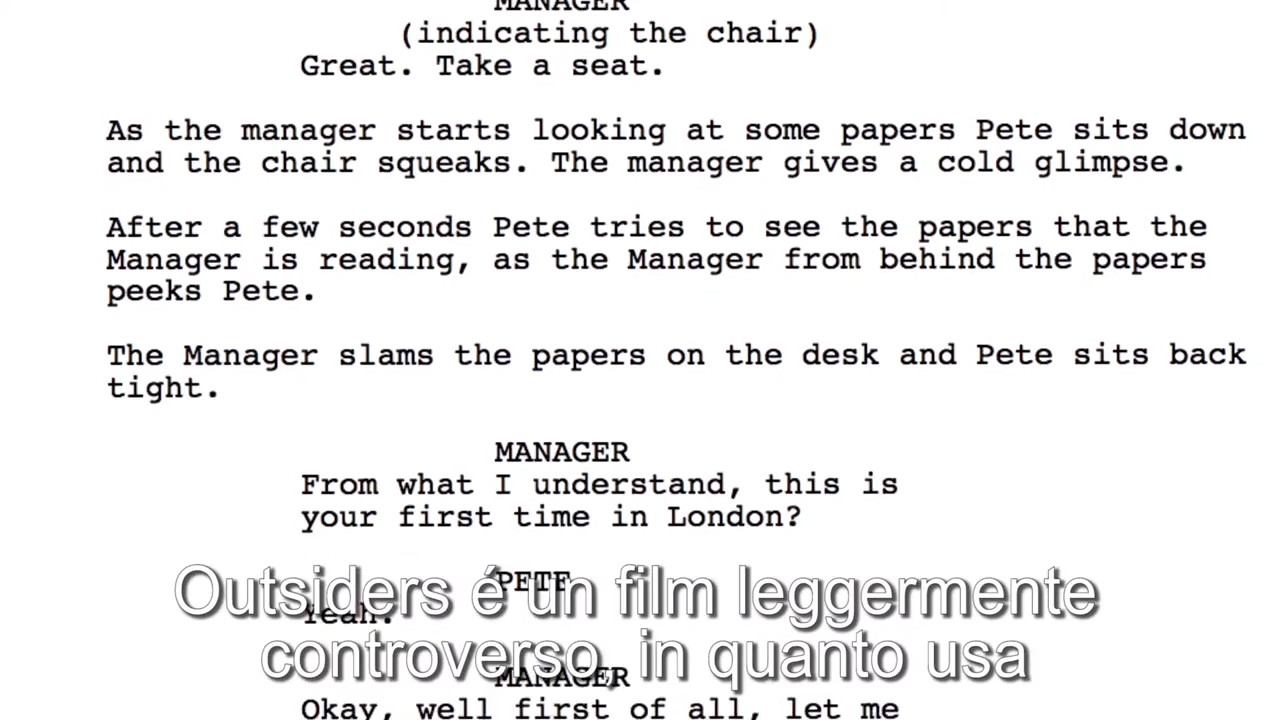 MANAGER
(indicating the chair)
Great. Take a seat.
As the manager starts looking at some papers Pete sits down
and the chair squeaks. The manager gives a cold glimpse.
After a few seconds Pete tries to see the papers that the
Manager is reading, as the Manager from behind the papers
peeks Pete.
The Manager slams the papers on the desk and Pete sits back
tight.
MANAGER
From what I understand, this is
your first time in London?
PETE
Yeah.
MANAGER
Okay, well first of all, let me
Outsiders é un film leggermente
controverso, in quanto usa